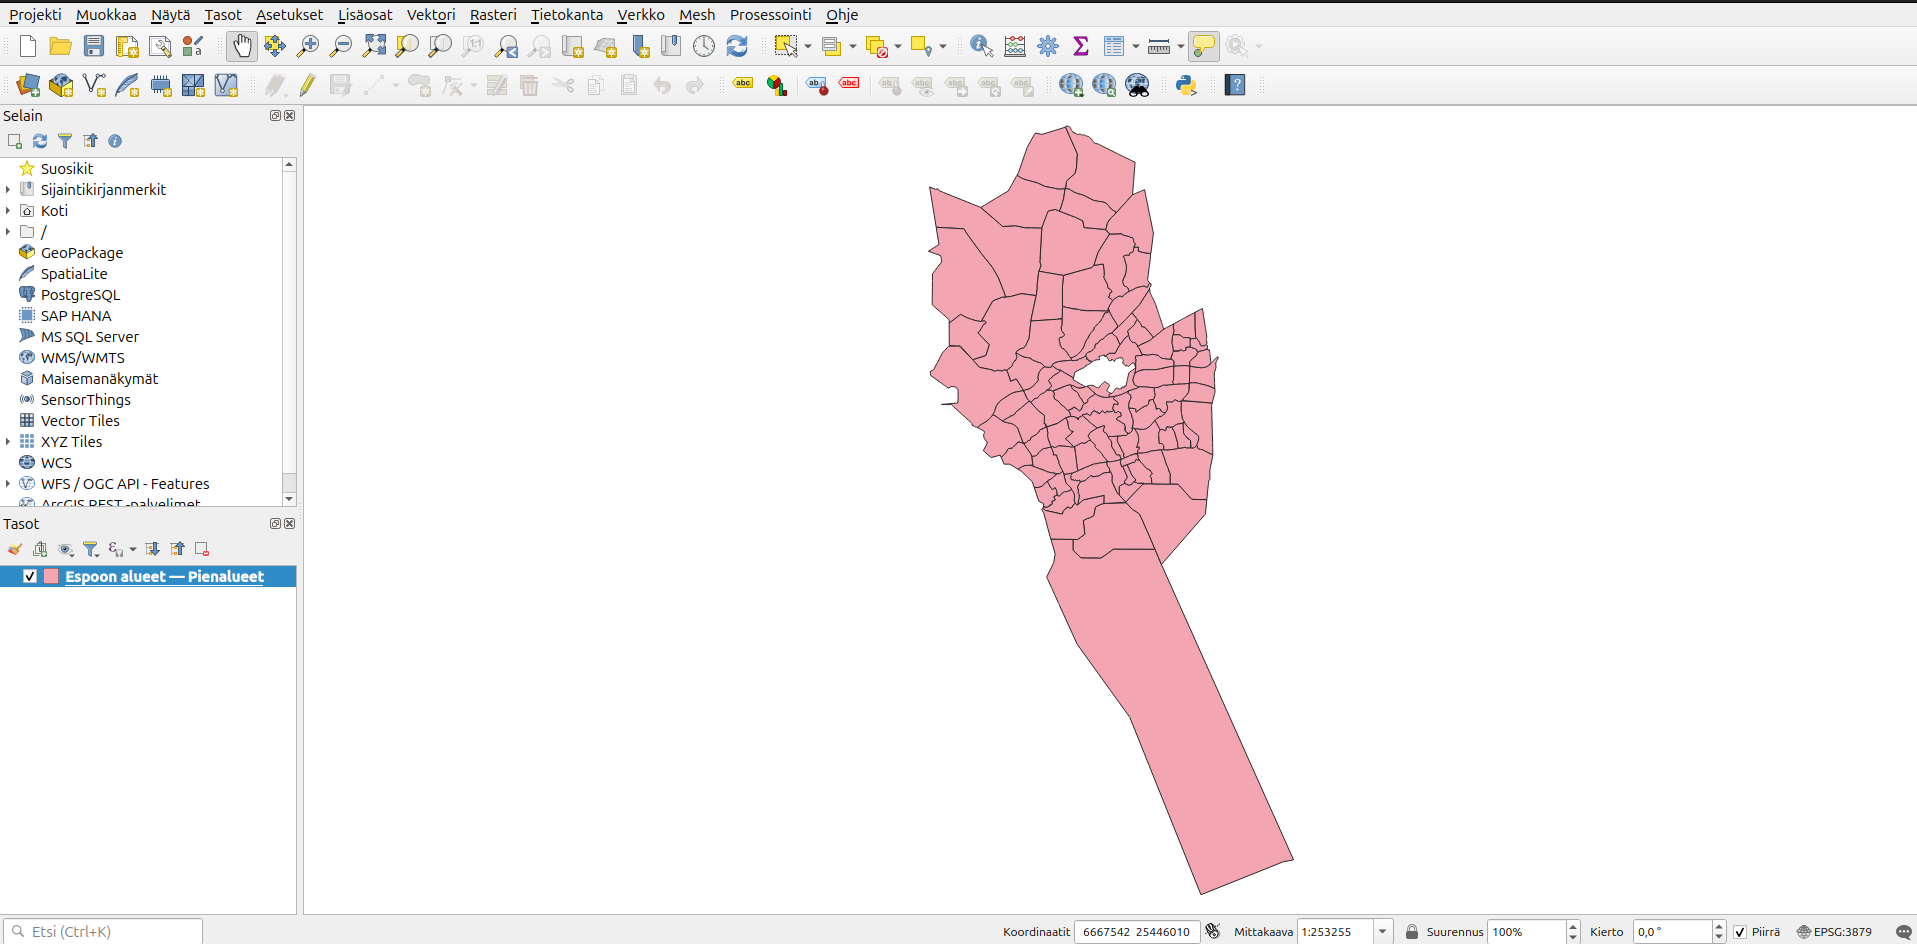 Projekti Muokkaa Näytä Tasot Asetukset Lisäosat Vektori Rasteri Tietokanta Verkko Mesh Prosessointi Ohje
Selain
Suosikit
Sijaintikirjanmerkit
Koti
/
GeoPackage
SpatiaLite
PostgreSQL
SAP HANA
MS SQL Server
WMS/WMTS
Maisemanäkymät
SensorThings
Vector Tiles
XYZ Tiles
WCS
WFS / OGC API - Features
ArcGIS REST -palvelimet
Tasot
Espoon alueet — Pienalueet
Etsi (Ctrl+K) Koordinaatit 6667542 25446010 Mittakaava 1:253255 Suurennus 100% Kierto 0,0 ° Piirrä EPSG:3879